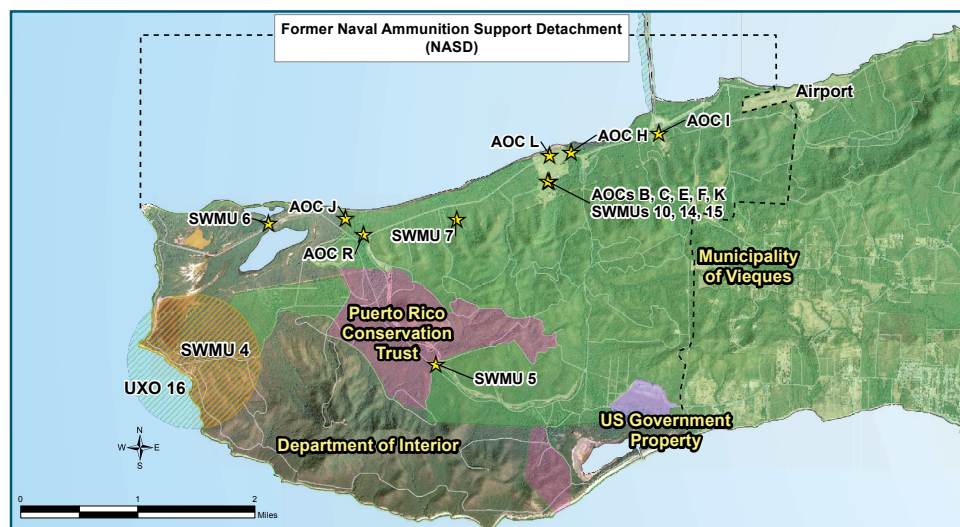 Former Naval Ammunition Support Detachment
(NASD)
Airport
AOC I
AOC H
AOC L
AOCs B, C, E, F, K
SWMUs 10, 14, 15
AOC J
SWMU 6
AOC R
SWMU 7
Municipality
of Vieques
Puerto Rico
Conservation
Trust
SWMU 4
UXO 16
SWMU 5
US Government
Property
Department of Interior
N
W E
S
0 1 2
Miles